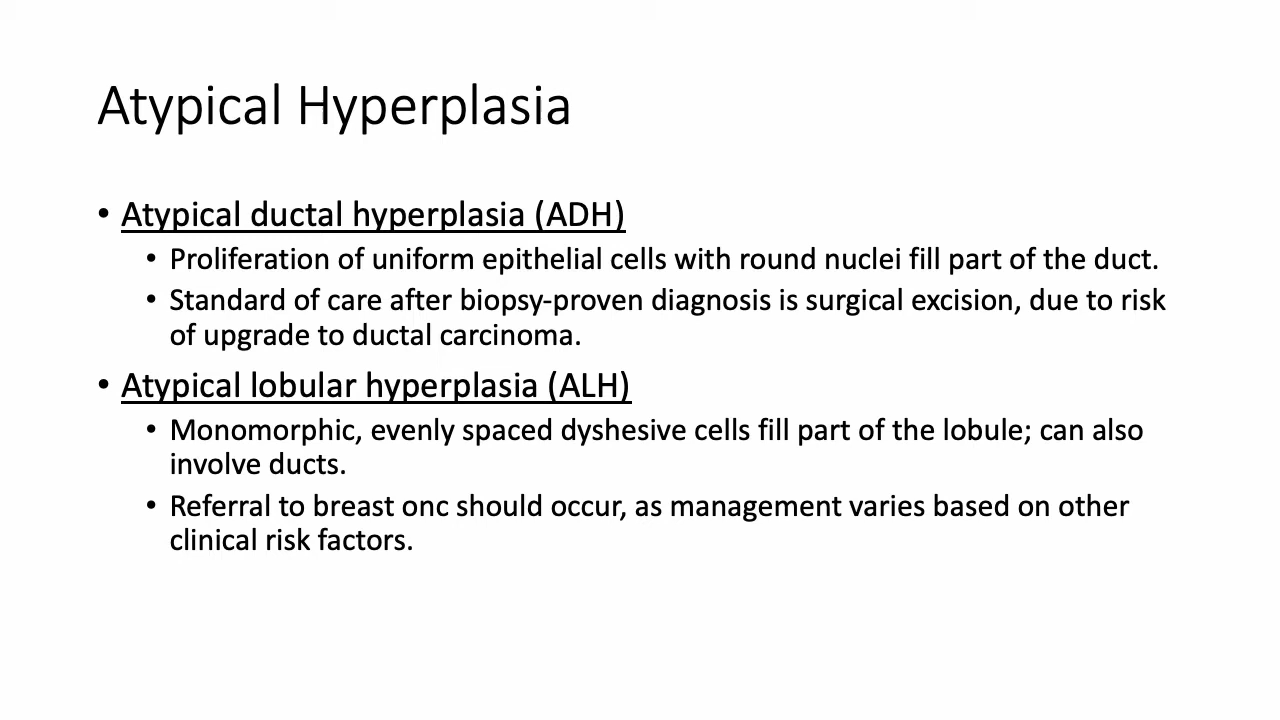 Atypical Hyperplasia
• Atypical ductal hyperplasia (ADH)
• Proliferation of uniform epithelial cells with round nuclei fill part of the duct.
• Standard of care after biopsy-proven diagnosis is surgical excision, due to risk
of upgrade to ductal carcinoma.
• Atypical lobular hyperplasia (ALH)
• Monomorphic, evenly spaced dyshesive cells fill part of the lobule; can also
involve ducts.
• Referral to breast onc should occur, as management varies based on other
clinical risk factors.